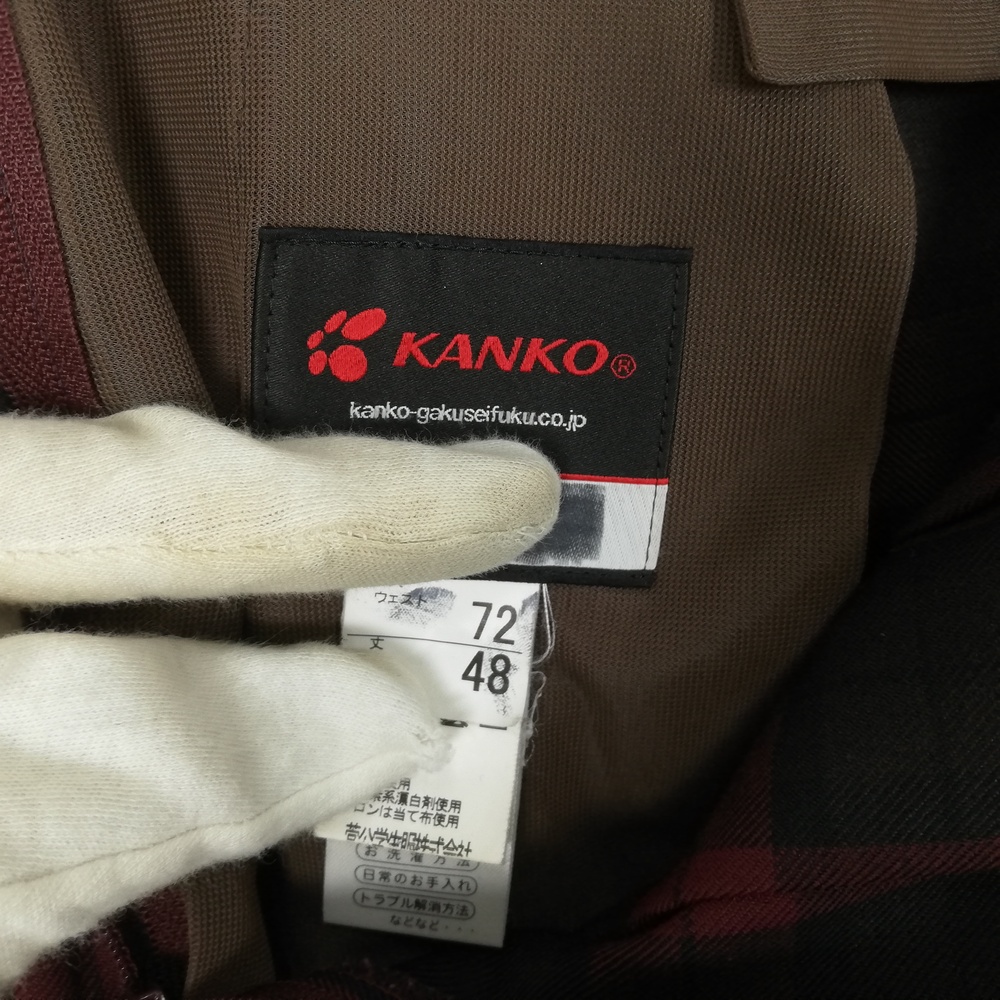 KANKO®
kanko-gakuseifuku.co.jp
ウェスト 72
丈 48
用
系漂白剤使用
ロンは当て布使用
お洗濯方法
日常のお手入れ
トラブル解消方法
などなど・・・